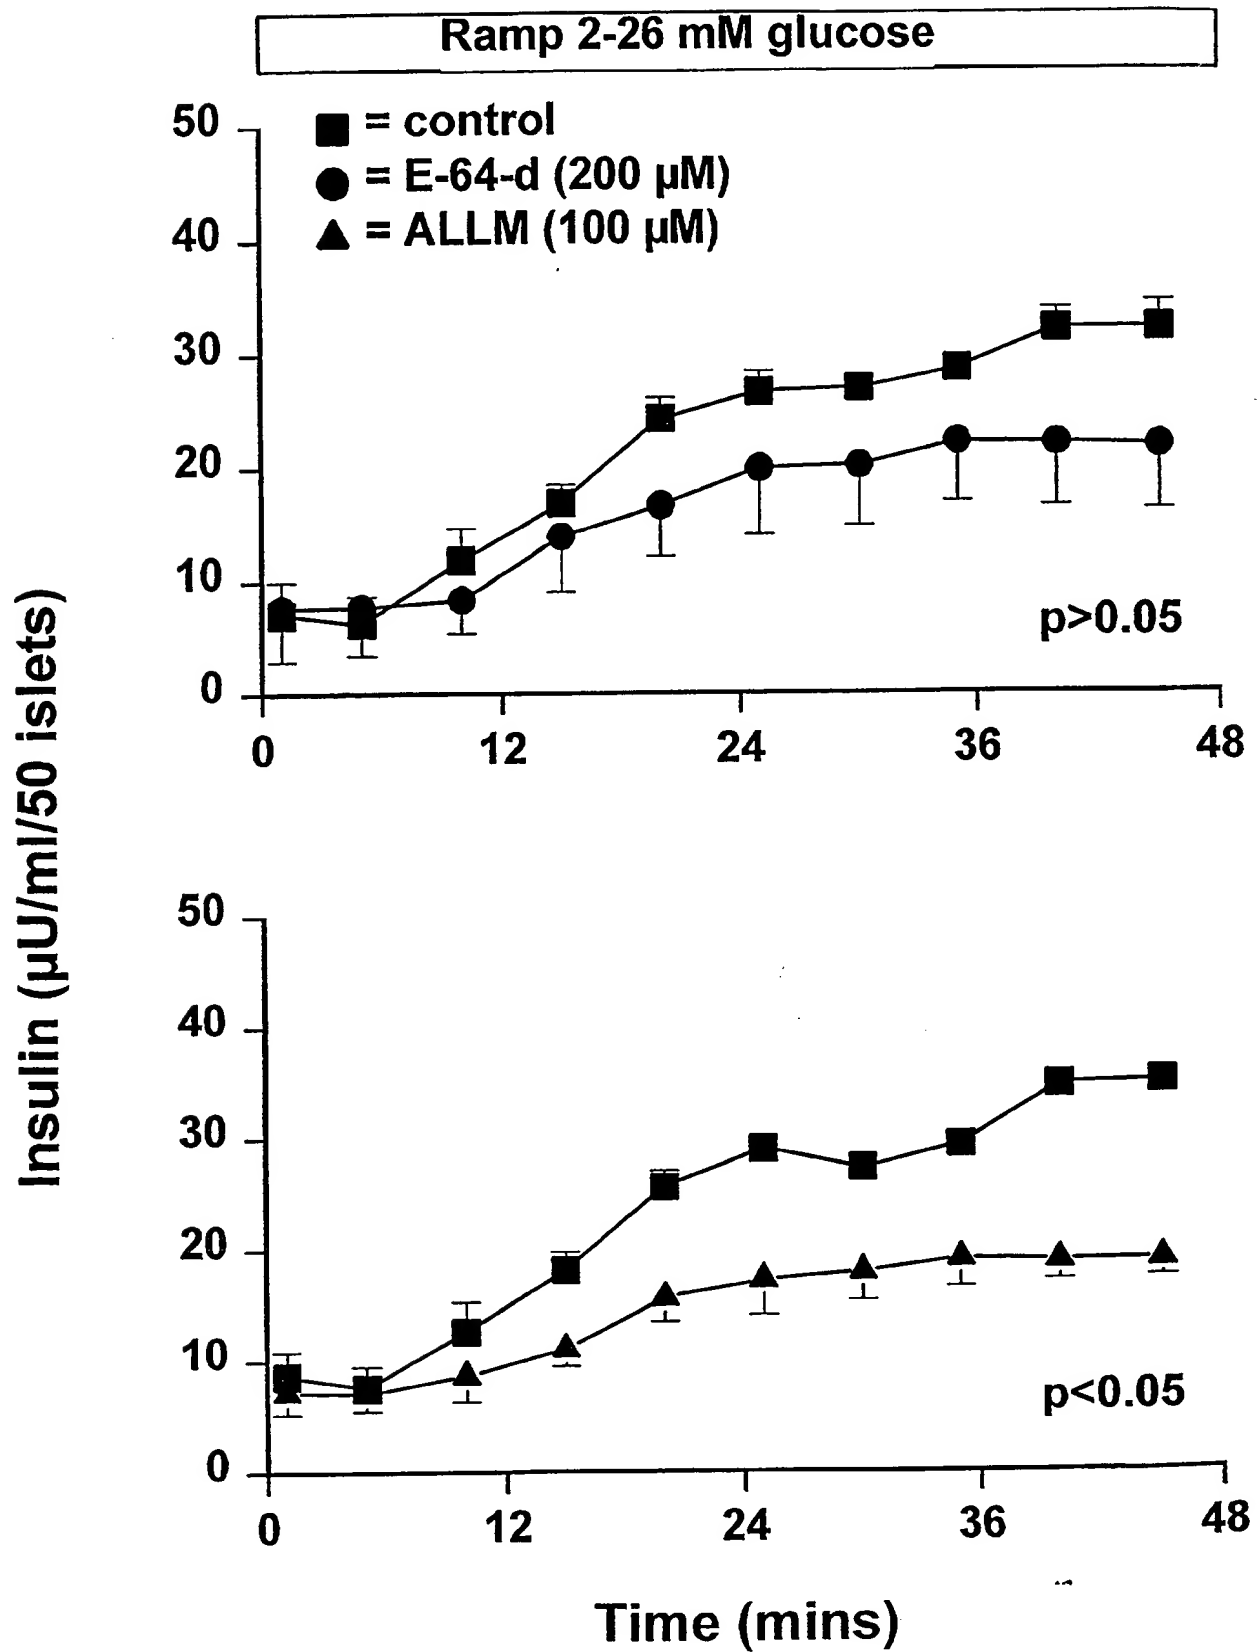 Ramp 2-26 mM glucose
= control
= E-64-d (200 µM)
= ALLM (100 µM)
50
40
30
20
10
0
p>0.05
0 12 24 36 48
Insulin (µU/ml/50 islets)
50
40
30
20
10
0
p<0.05
0 12 24 36 48
Time (mins)